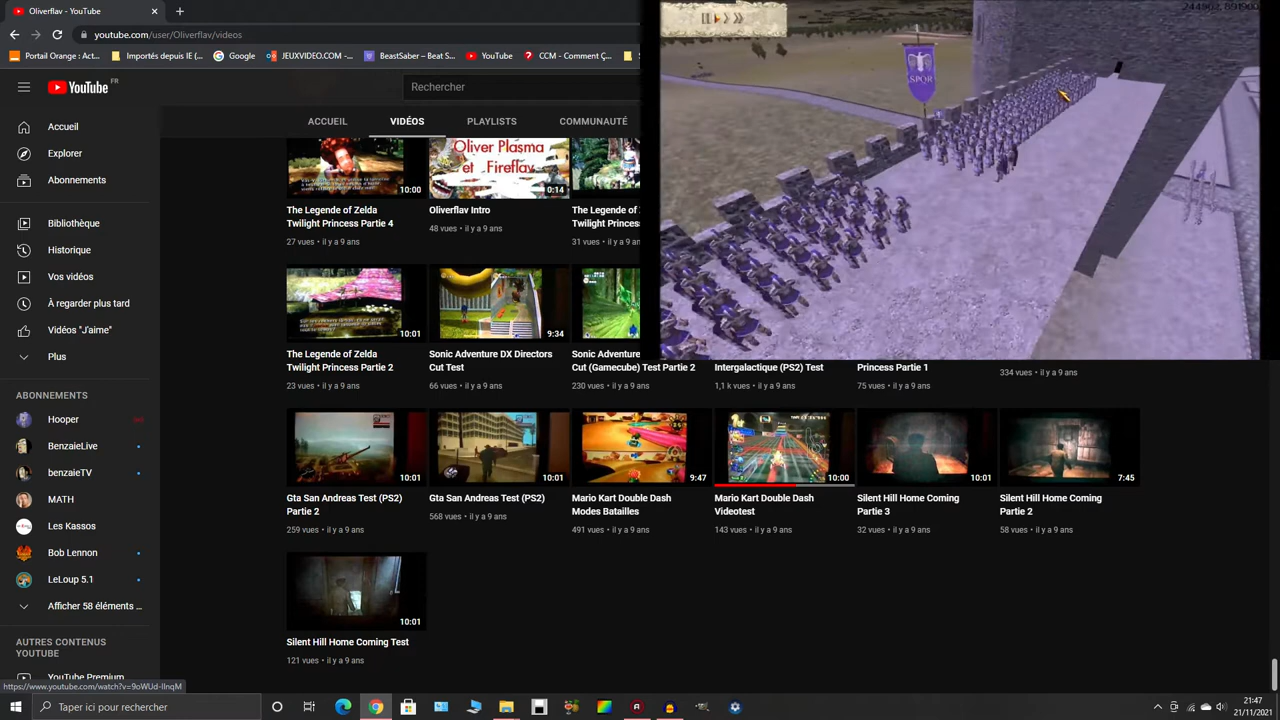 Oliverflav - YouTube
244902, 891900
youtube.com/user/Oliverflav/videos
Portail Orange : Act...
Importés depuis IE (...
Google
JEUXVIDEO.COM -...
BeastSaber – Beat S...
YouTube
CCM - Commen Ç...
YouTube FR
Rechercher
SPQR
ACCUEIL
VIDÉOS
PLAYLISTS
COMMUNAUTÉ
Accueil
Explorer
Abonnements
Bibliothèque
Historique
Vos vidéos
À regarder plus tard
Vidéos "J'aime"
Plus
ABONNEMENTS
Hooper
BenzaieLive
benzaieTV
MATH
Les Kassos
Bob Lennon
LeLoup 5.1
Afficher 58 éléments ...
AUTRES CONTENUS
YOUTUBE
YouTube Premium
10:00
Oliver Plasma
et Fireflav
0:14
The Legende of Zelda
Twilight Princesse Partie 4
27 vues • il y a 9 ans
Oliverflav Intro
48 vues • il y a 9 ans
The Legende of Z
31 vues • il y a 9 ans
10:01
9:34
The Legende of Zelda
Twilight Princesse Partie 2
23 vues • il y a 9 ans
Sonic Adventure DX Directors
Cut Test
66 vues • il y a 9 ans
Sonic Adventure
Cut (Gamecube) Test Partie 2
230 vues • il y a 9 ans
Intergalactique (PS2) Test
1,1 k vues • il y a 9 ans
Princess Partie 1
75 vues • il y a 9 ans
334 vues • il y a 9 ans
10:01
10:01
9:47
10:00
10:01
7:45
Gta San Andreas Test (PS2)
Partie 2
259 vues • il y a 9 ans
Gta San Andreas Test (PS2)
568 vues • il y a 9 ans
Mario Kart Double Dash
Modes Batailles
491 vues • il y a 9 ans
Mario Kart Double Dash
Videotest
143 vues • il y a 9 ans
Silent Hill Home Coming
Partie 3
32 vues • il y a 9 ans
Silent Hill Home Coming
Partie 2
58 vues • il y a 9 ans
10:01
Silent Hill Home Coming Test
121 vues • il y a 9 ans
https://www.youtube.com/watch?v=9oWUd-IlnqM
Taper ici pour rechercher
21:47
21/11/2021